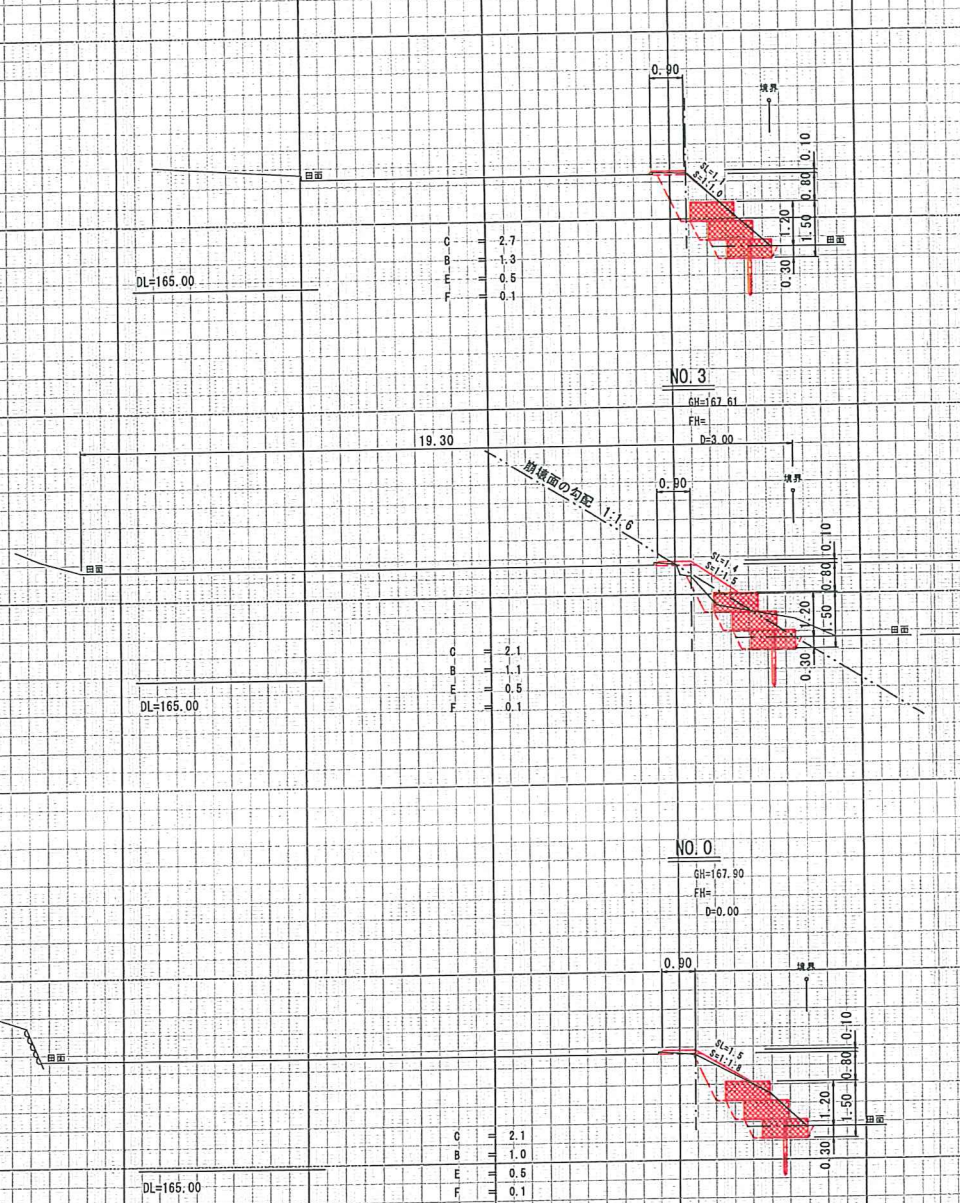 0.90
境界
0.10
SL=1.1
S=1:1.0
0.80
田面
1.20
1.50
田面
C = 2.7
B = 1.3
E = 0.5
F = 0.1
0.30
DL=165.00
NO.3
GH=167.61
FH=
D=3.00
19.30
崩壊面の勾配 1:1.6
0.90
境界
0.10
SL=1.4
S=1:1.5
0.80
田面
1.20
1.50
田面
C = 2.1
B = 1.1
E = 0.5
F = 0.1
0.30
DL=165.00
NO.0
GH=167.90
FH=
D=0.00
0.90
境界
0.10
SL=1.5
S=1:1.8
0.80
田面
1.20
1.50
田面
C = 2.1
B = 1.0
E = 0.5
F = 0.1
0.30
DL=165.00